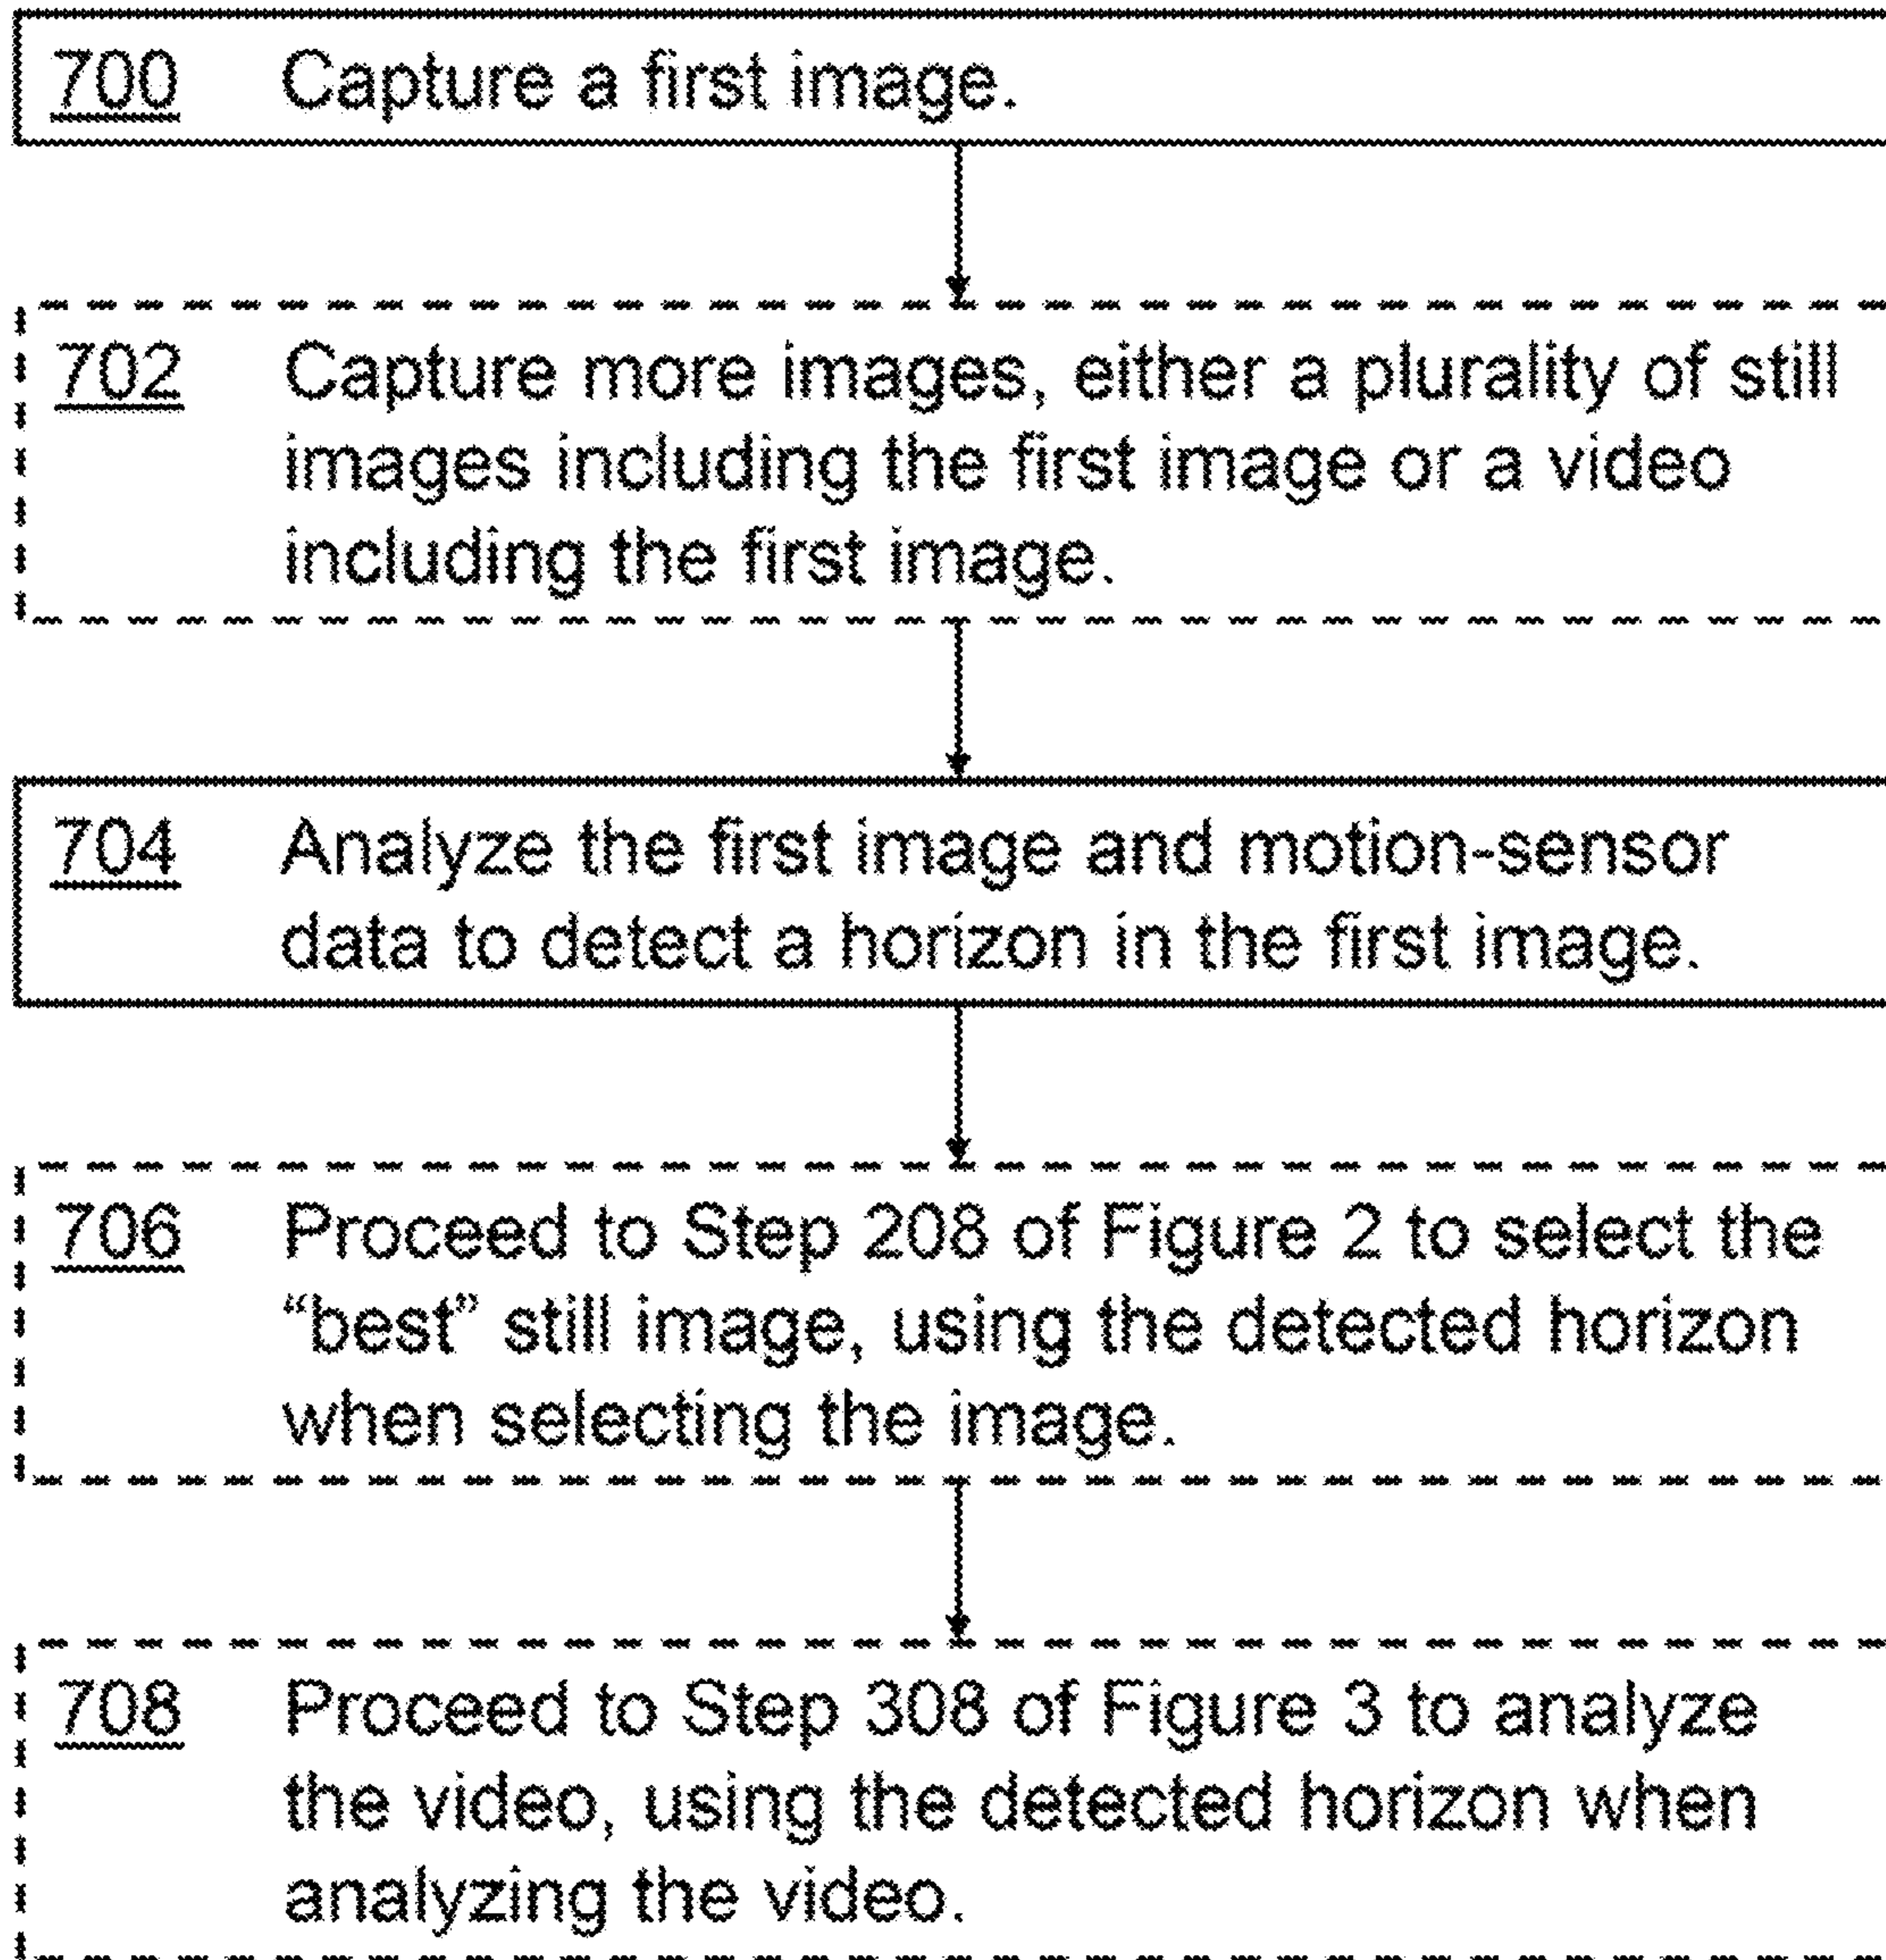 700 Capture a first image.
702 Capture more images, either a plurality of still
images including the first image or a video
including the first image.
704 Analyze the first image and motion-sensor
data to detect a horizon in the first image.
706 Proceed to Step 208 of Figure 2 to select the
“best” still image, using the detected horizon
when selecting the image.
708 Proceed to Step 308 of Figure 3 to analyze
the video, using the detected horizon when
analyzing the video.